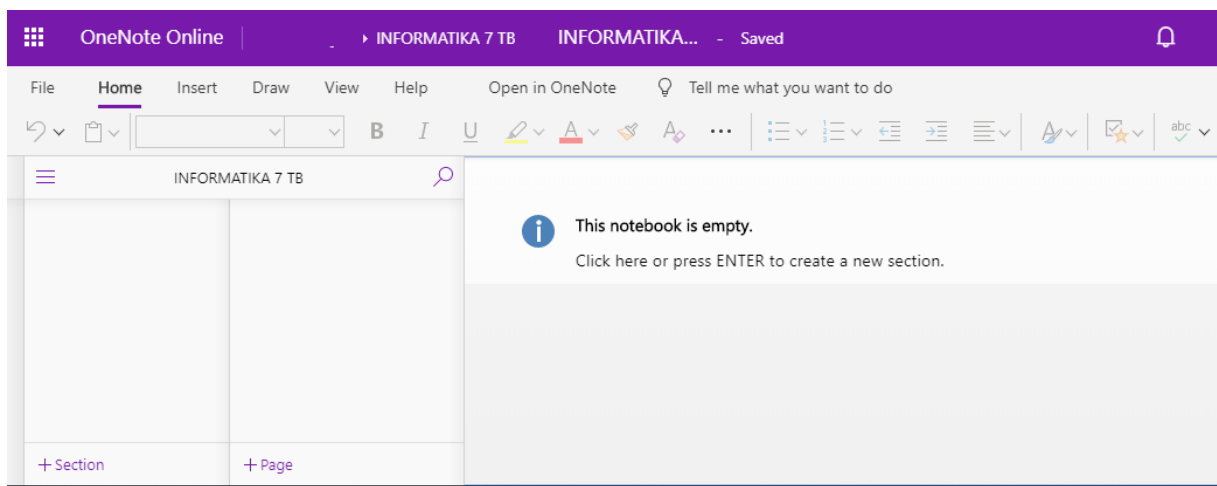 OneNote Online INFORMATIKA 7 TB INFORMATIKA... - Saved
File Home Insert Draw View Help Open in OneNote Tell me what you want to do
B I U A A ... abc
INFORMATIKA 7 TB
This notebook is empty.
Click here or press ENTER to create a new section.
+ Section + Page